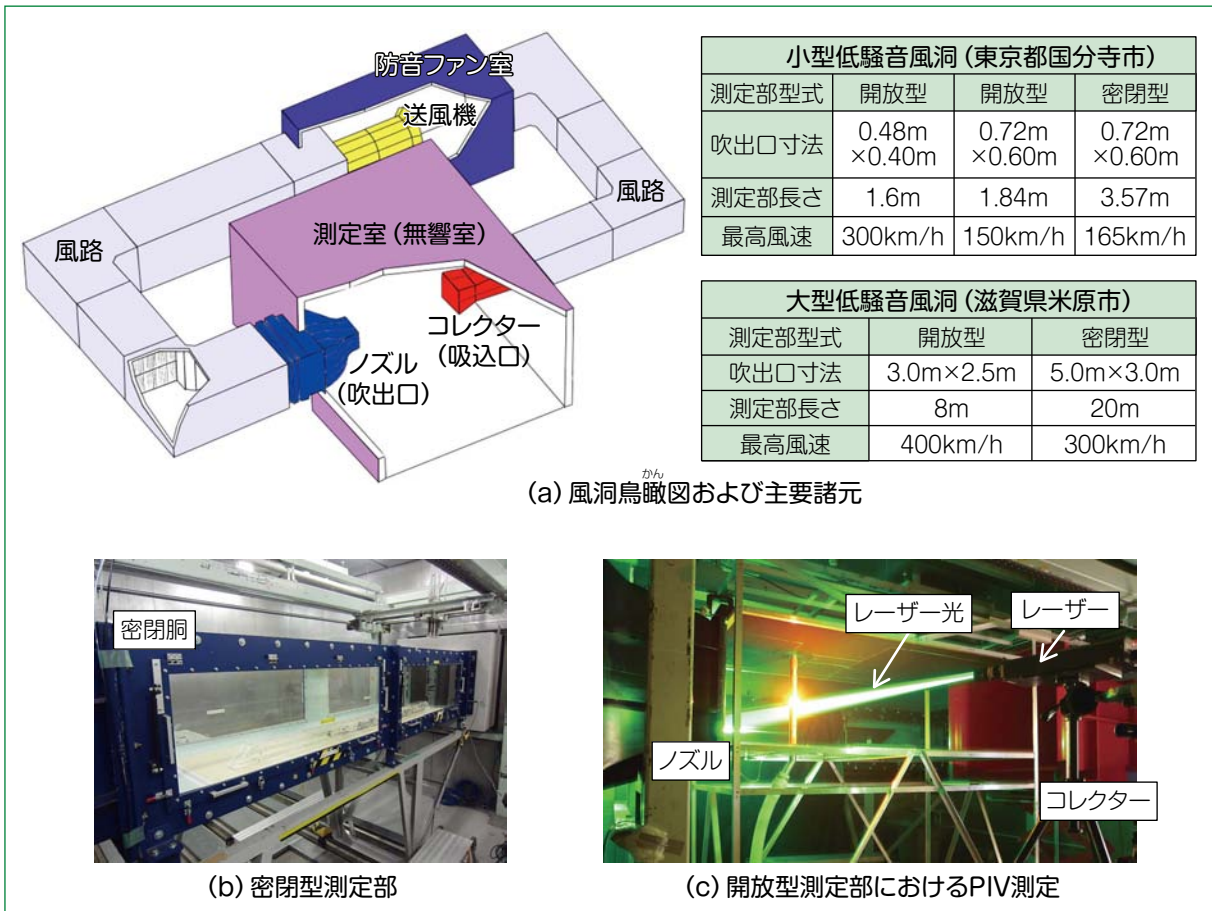 防音ファン室
送風機
風路
測定室(無響室)
風路
コレクター
(吸込口)
ノズル
(吹出口)
小型低騒音風洞(東京都国分寺市)
測定部型式 開放型 開放型 密閉型
吹出口寸法 0.48m×0.40m 0.72m×0.60m 0.72m×0.60m
測定部長さ 1.6m 1.84m 3.57m
最高風速 300km/h 150km/h 165km/h
大型低騒音風洞(滋賀県米原市)
測定部型式 開放型 密閉型
吹出口寸法 3.0m×2.5m 5.0m×3.0m
測定部長さ 8m 20m
最高風速 400km/h 300km/h
かん
(a)風洞鳥瞰図および主要諸元
密閉胴
(b)密閉型測定部
レーザー光
レーザー
ノズル
コレクター
(c)開放型測定部におけるPIV測定